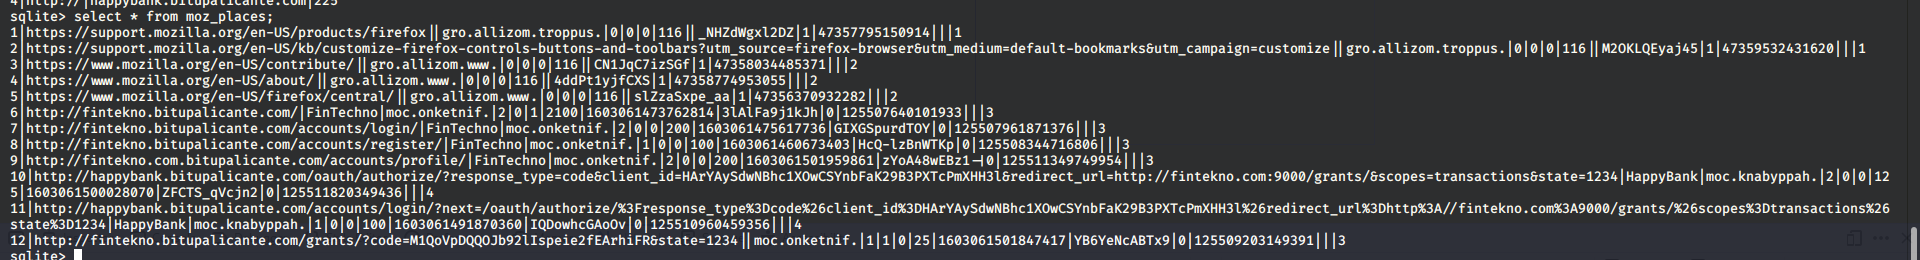 4|http://|happybank.bitupalicante.com|225
sqlite> select * from moz_places;
1|https://support.mozilla.org/en-US/products/firefox||gro.allizom.troppus.|0|0|0|116||_NHZdWgxl2DZ|1|47357795150914|||1
2|https://support.mozilla.org/en-US/kb/customize-firefox-controls-buttons-and-toolbars?utm_source=firefox-browser&utm_medium=default-bookmarks&utm_campaign=customize||gro.allizom.troppus.|0|0|0|116||M2OKLQEyaj45|1|47359532431620|||1
3|https://www.mozilla.org/en-US/contribute/||gro.allizom.www.|0|0|0|116||CN1JqC7izSGf|1|47358034485371|||2
4|https://www.mozilla.org/en-US/about/||gro.allizom.www.|0|0|0|116||4ddPt1yjfCXS|1|47358774953055|||2
5|https://www.mozilla.org/en-US/firefox/central/||gro.allizom.www.|0|0|0|116||slZzaSxpe_aa|1|47356370932282|||2
6|http://fintekno.bitupalicante.com/|FinTechno|moc.onketnif.|2|0|1|2100|1603061473762814|3lAlFa9j1kJh|0|125507640101933|||3
7|http://fintekno.bitupalicante.com/accounts/login/|FinTechno|moc.onketnif.|2|0|0|200|1603061475617736|GIXGSpurdTOY|0|125507961871376|||3
8|http://fintekno.bitupalicante.com/accounts/register/|FinTechno|moc.onketnif.|1|0|0|100|1603061460673403|HcQ-lzBnWTKp|0|125508344716806|||3
9|http://fintekno.com.bitupalicante.com/accounts/profile/|FinTechno|moc.onketnif.|2|0|0|200|1603061501959861|zYoA48wEBz1-|0|125511349749954|||3
10|http://happybank.bitupalicante.com/oauth/authorize/?response_type=code&client_id=HArYAySdwNBhc1XOwCSYnbFaK29B3PXTcPmXHH3l&redirect_url=http://fintekno.com:9000/grants/&scopes=transactions&state=1234|HappyBank|moc.knabyppah.|2|0|0|12
5|1603061500028070|ZFCTS_qVcjn2|0|125511820349436|||4
11|http://happybank.bitupalicante.com/accounts/login/?next=/oauth/authorize/%3Fresponse_type%3Dcode%26client_id%3DHArYAySdwNBhc1XOwCSYnbFaK29B3PXTcPmXHH3l%26redirect_url%3Dhttp%3A//fintekno.com%3A9000/grants/%26scopes%3Dtransactions%26
state%3D1234|HappyBank|moc.knabyppah.|1|0|0|100|1603061491870360|IQDowhcGAoOv|0|125510960459356|||4
12|http://fintekno.bitupalicante.com/grants/?code=M1QoVpDQQOJb92lIspeie2fEArhiFR&state=1234||moc.onketnif.|1|1|0|25|1603061501847417|YB6YeNcABTx9|0|125509203149391|||3
sqlite>